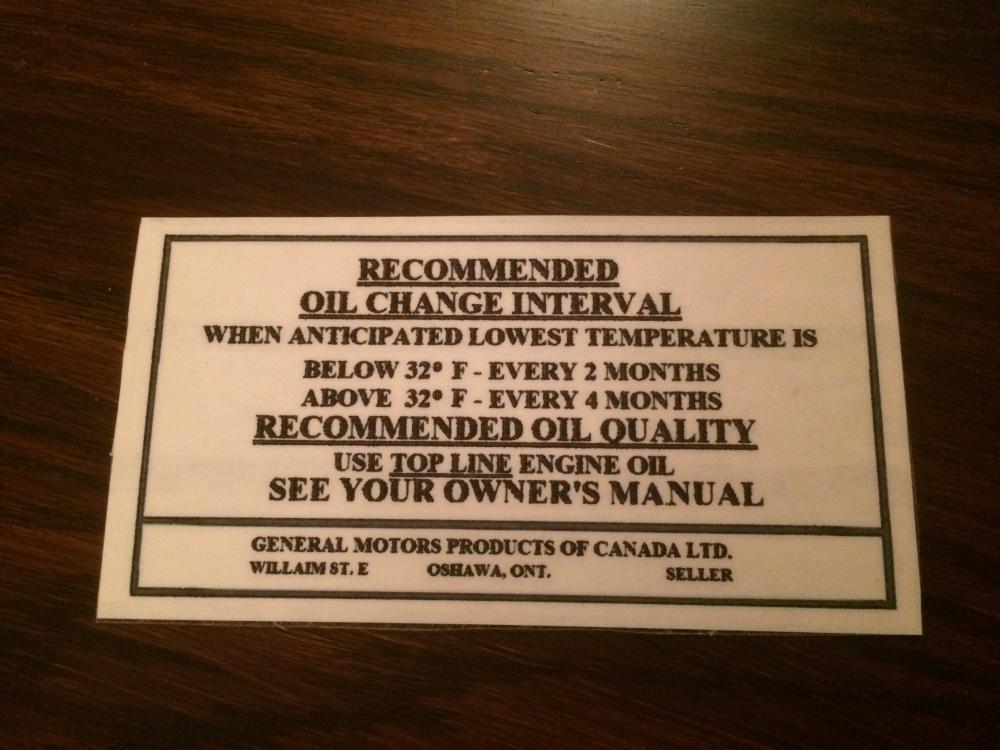 RECOMMENDED
OIL CHANGE INTERVAL
WHEN ANTICIPATED LOWEST TEMPERATURE IS
BELOW 32° F - EVERY 2 MONTHS
ABOVE 32° F - EVERY 4 MONTHS
RECOMMENDED OIL QUALITY
USE TOP LINE ENGINE OIL
SEE YOUR OWNER'S MANUAL
GENERAL MOTORS PRODUCTS OF CANADA LTD.
WILLAIM ST. E OSHAWA, ONT. SELLER